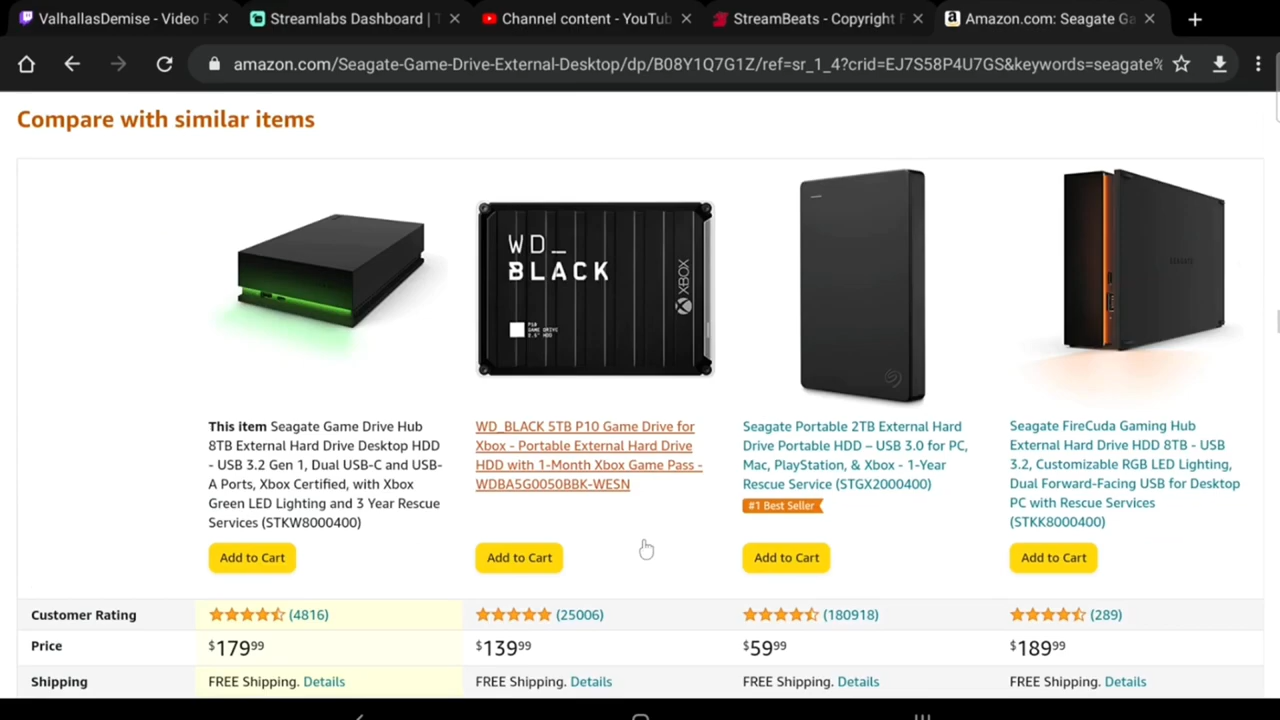 ValhallasDemise - Video P
Streamlabs Dashboard | T
Channel content - YouTub
StreamBeats - Copyright F
Amazon.com: Seagate Ga
amazon.com/Seagate-Game-Drive-External-Desktop/dp/B08Y1Q7G1Z/ref=sr_1_4?crid=EJ7S58P4U7GS&keywords=seagate%
Compare with similar items
WD_
BLACK
XBOX
P10
GAME DRIVE
2.5" HDD
This item Seagate Game Drive Hub
8TB External Hard Drive Desktop HDD
- USB 3.2 Gen 1, Dual USB-C and USB-
A Ports, Xbox Certified, with Xbox
Green LED Lighting and 3 Year Rescue
Services (STKW8000400)
WD_BLACK 5TB P10 Game Drive for
Xbox - Portable External Hard Drive
HDD with 1-Month Xbox Game Pass -
WDBA5G0050BBK-WESN
Seagate Portable 2TB External Hard
Drive Portable HDD – USB 3.0 for PC,
Mac, PlayStation, & Xbox - 1-Year
Rescue Service (STGX2000400)
#1 Best Seller
Seagate FireCuda Gaming Hub
External Hard Drive HDD 8TB - USB
3.2, Customizable RGB LED Lighting,
Dual Forward-Facing USB for Desktop
PC with Rescue Services
(STKK8000400)
Add to Cart
Add to Cart
Add to Cart
Add to Cart
Customer Rating (4816) (25006) (180918) (289)
Price $179.99 $139.99 $59.99 $189.99
Shipping FREE Shipping. Details FREE Shipping. Details FREE Shipping. Details FREE Shipping. Details